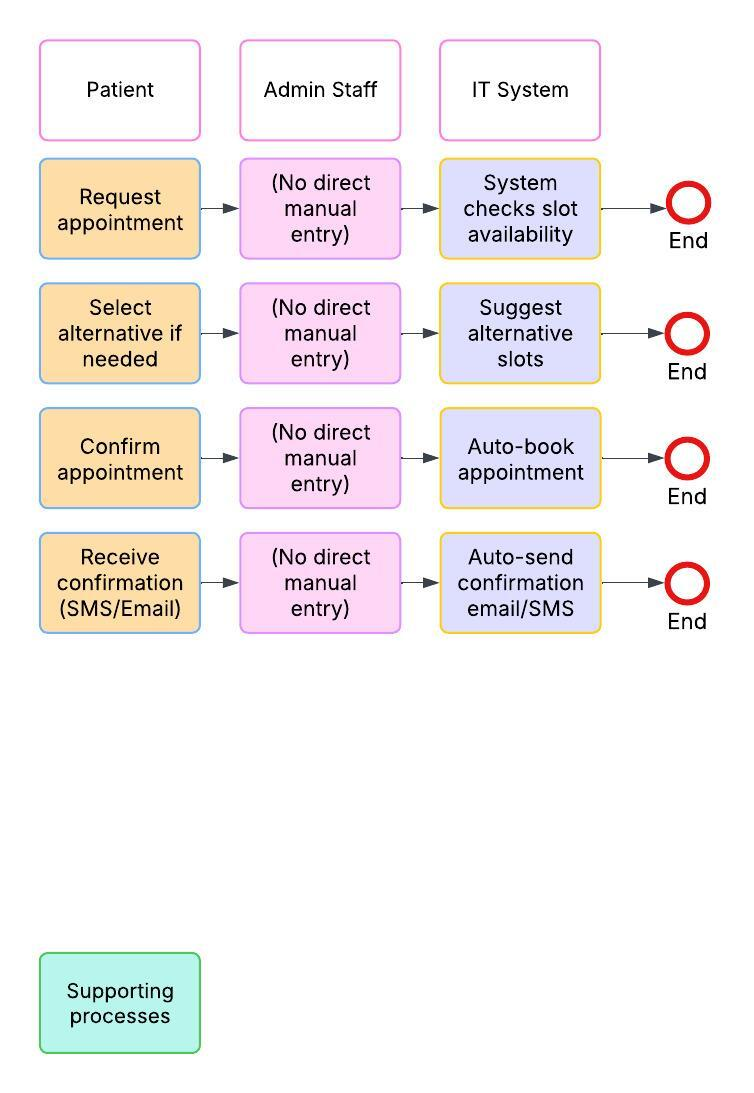 Patient
Admin Staff
IT System
Request
appointment
(No direct
manual
entry)
System
checks slot
availability
End
Select
alternative if
needed
(No direct
manual
entry)
Suggest
alternative
slots
End
Confirm
appointment
(No direct
manual
entry)
Auto-book
appointment
End
Receive
confirmation
(SMS/Email)
(No direct
manual
entry)
Auto-send
confirmation
email/SMS
End
Supporting
processes